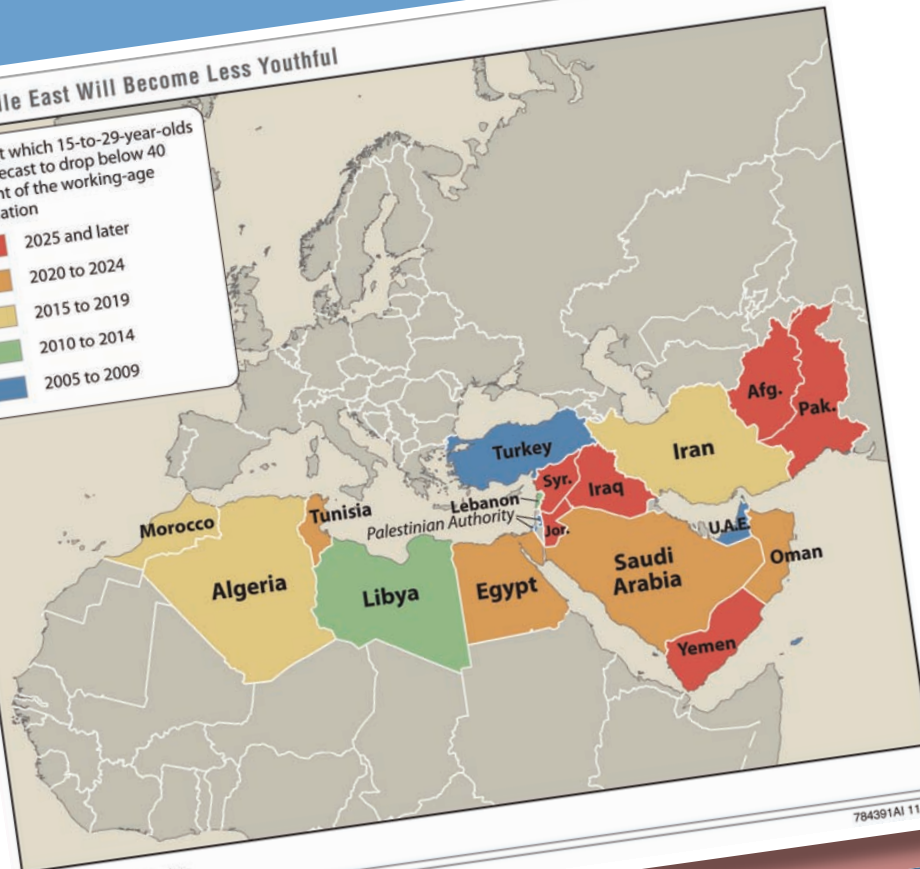 lle East Will Become Less Youthful
t which 15-to-29-year-olds
ecast to drop below 40
nt of the working-age
ation
2025 and later
2020 to 2024
2015 to 2019
2010 to 2014
2005 to 2009
Afg.
Pak.
Turkey
Iran
Syr.
Iraq
Lebanon
Palestinian Authority
Jor.
U.A.E.
Morocco
Tunisia
Algeria
Libya
Egypt
Saudi
Arabia
Oman
Yemen
784391AI 11